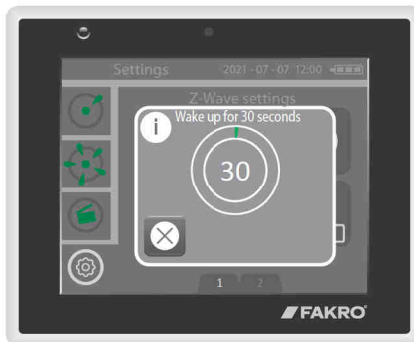 Settings 2021 - 07 - 07 12:00
Z-Wave settings
i Wake up for 30 seconds
30
1 2
FAKRO